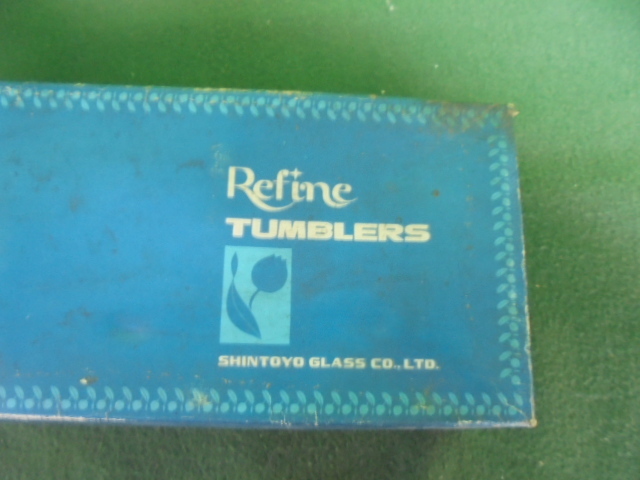 Refine
TUMBLERS
SHINTOYO GLASS CO., LTD.